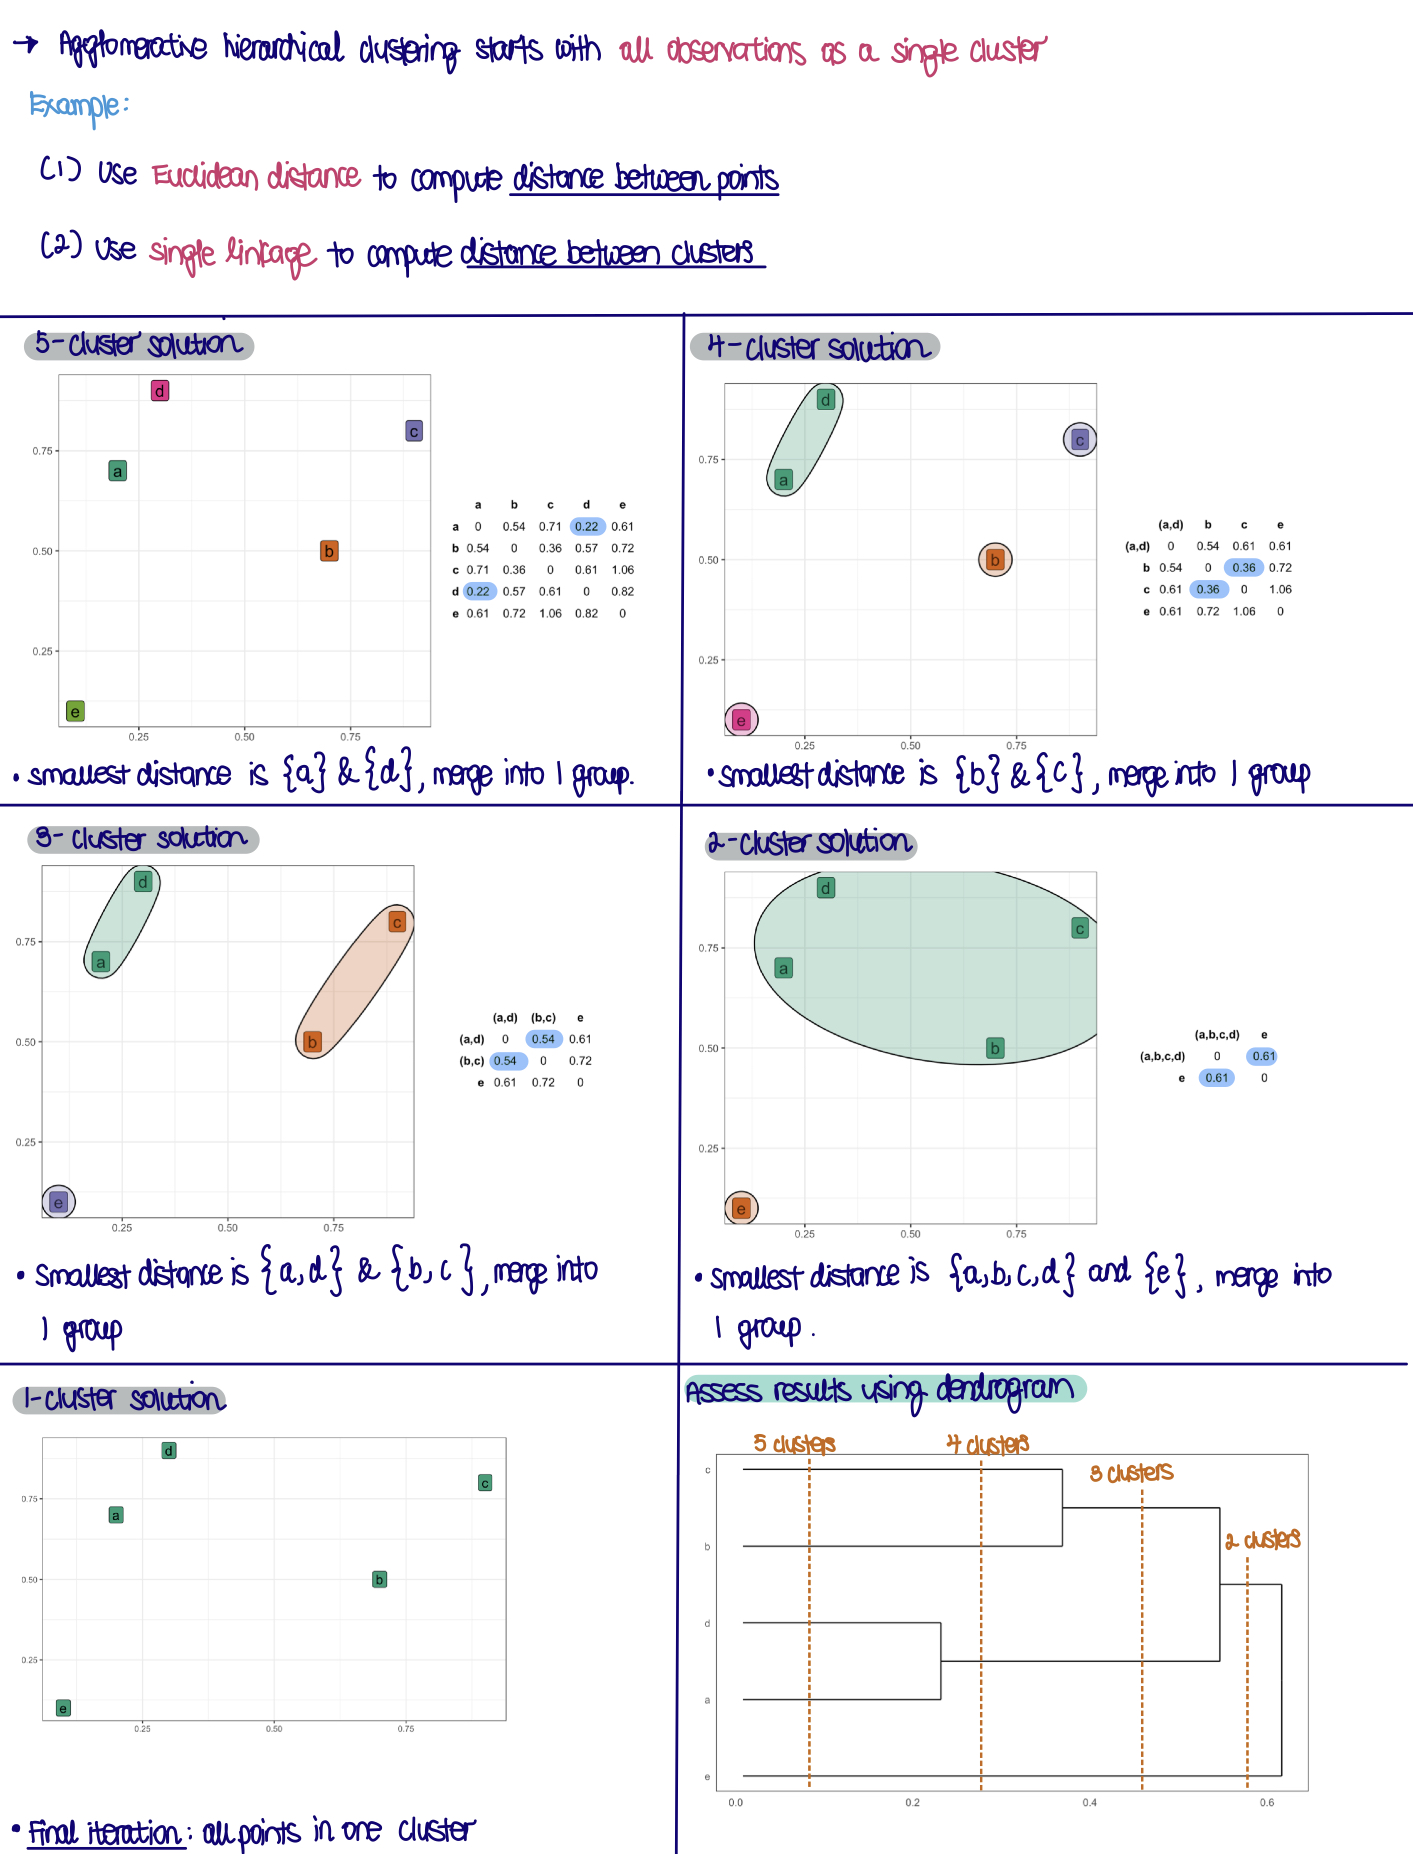 → Agglomerative hierarchical clustering starts with all observations as a single cluster
Example:
(1) Use Euclidean distance to compute distance between points
(2) Use single linkage to compute distance between clusters
5-cluster solution
d
c
a
b
e
0.75
0.50
0.25
0.25 0.50 0.75
a b c d e
a 0 0.54 0.71 0.22 0.61
b 0.54 0 0.36 0.57 0.72
c 0.71 0.36 0 0.61 1.06
d 0.22 0.57 0.61 0 0.82
e 0.61 0.72 1.06 0.82 0
• smallest distance is {a} & {d}, merge into 1 group.
4-cluster solution
d
c
a
b
e
0.75
0.50
0.25
0.25 0.50 0.75
(a,d) b c e
(a,d) 0 0.54 0.61 0.61
b 0.54 0 0.36 0.72
c 0.61 0.36 0 1.06
e 0.61 0.72 1.06 0
• smallest distance is {b} & {c}, merge into 1 group
3-cluster solution
d
c
a
b
e
0.75
0.50
0.25
0.25 0.50 0.75
(a,d) (b,c) e
(a,d) 0 0.54 0.61
(b,c) 0.54 0 0.72
e 0.61 0.72 0
• Smallest distance is {a,d} & {b,c}, merge into
1 group
2-cluster solution
d
c
a
b
e
0.75
0.50
0.25
0.25 0.50 0.75
(a,b,c,d) e
(a,b,c,d) 0 0.61
e 0.61 0
• smallest distance is {a,b,c,d} and {e}, merge into
1 group.
1-cluster solution
d
c
a
b
e
0.75
0.50
0.25
0.25 0.50 0.75
• Final iteration: all points in one cluster
Assess results using dendrogram
5 clusters 4 clusters
3 clusters
2 clusters
c
b
d
a
e
0.0 0.2 0.4 0.6